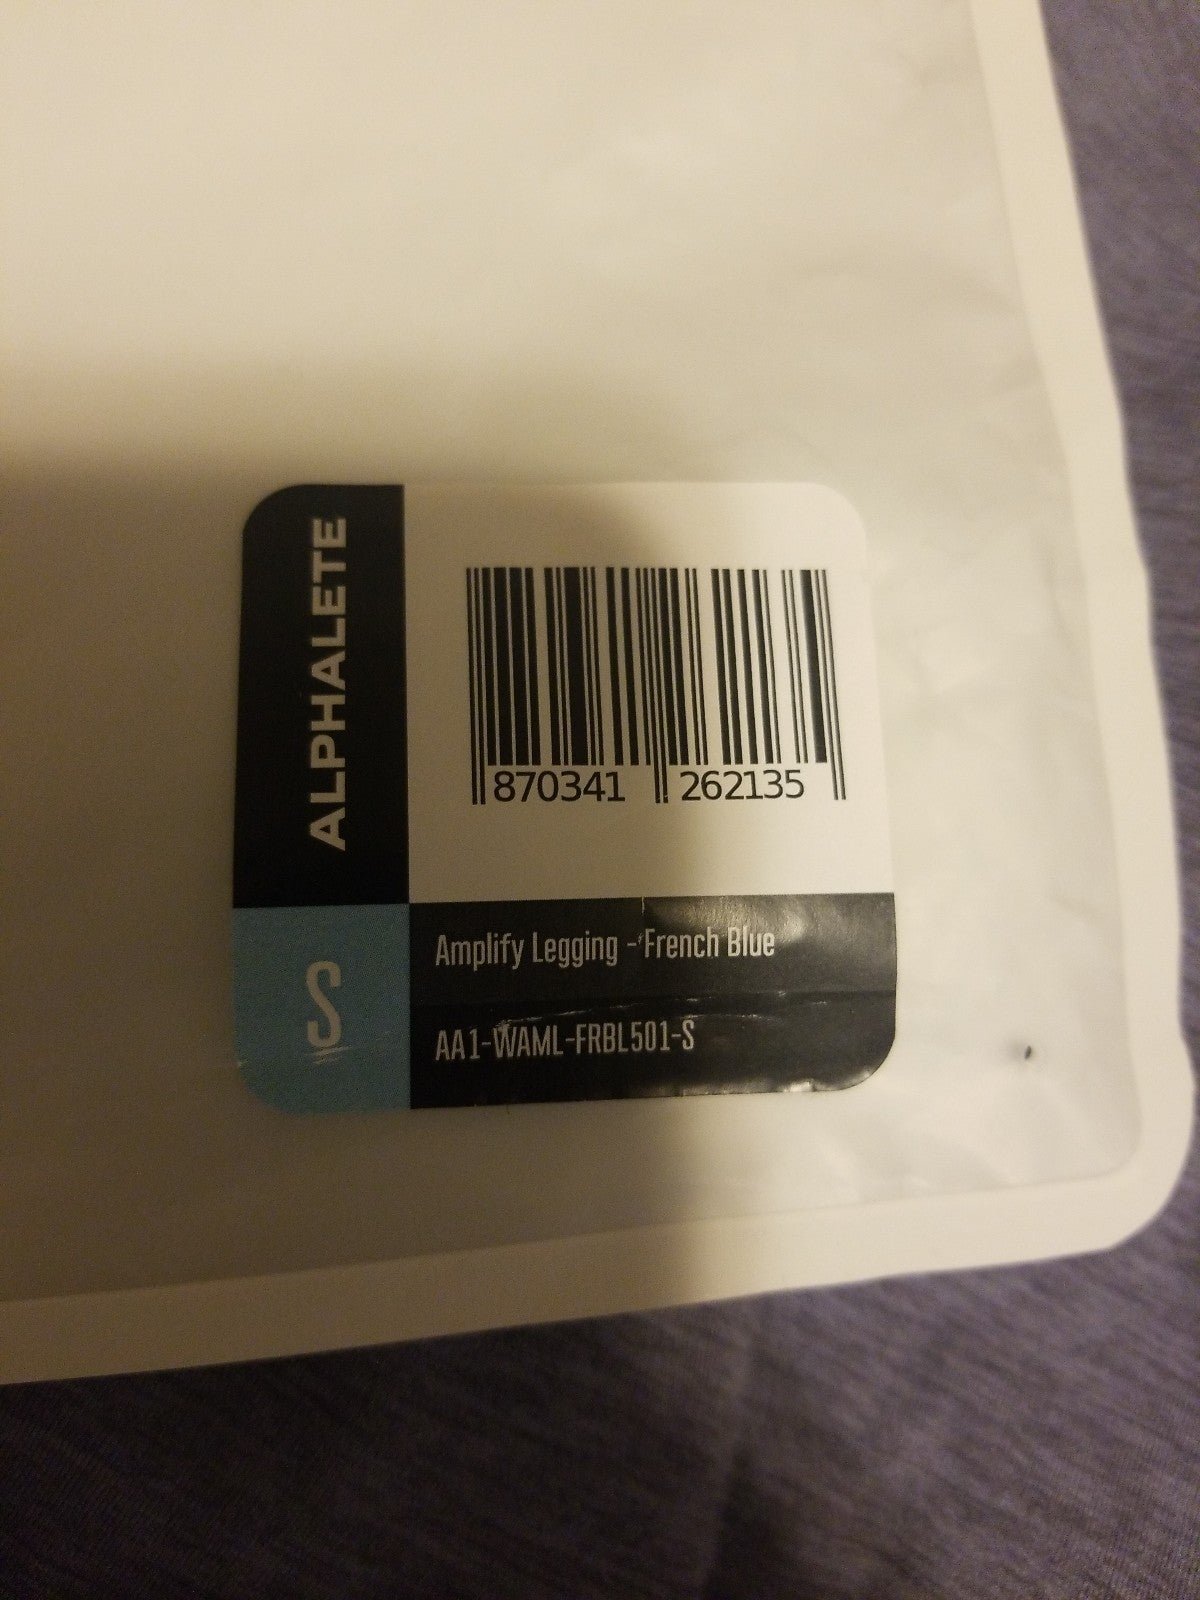 ALPHALETE
870341 262135
S
Amplify Legging - French Blue
AA1-WAML-FRBL501-S